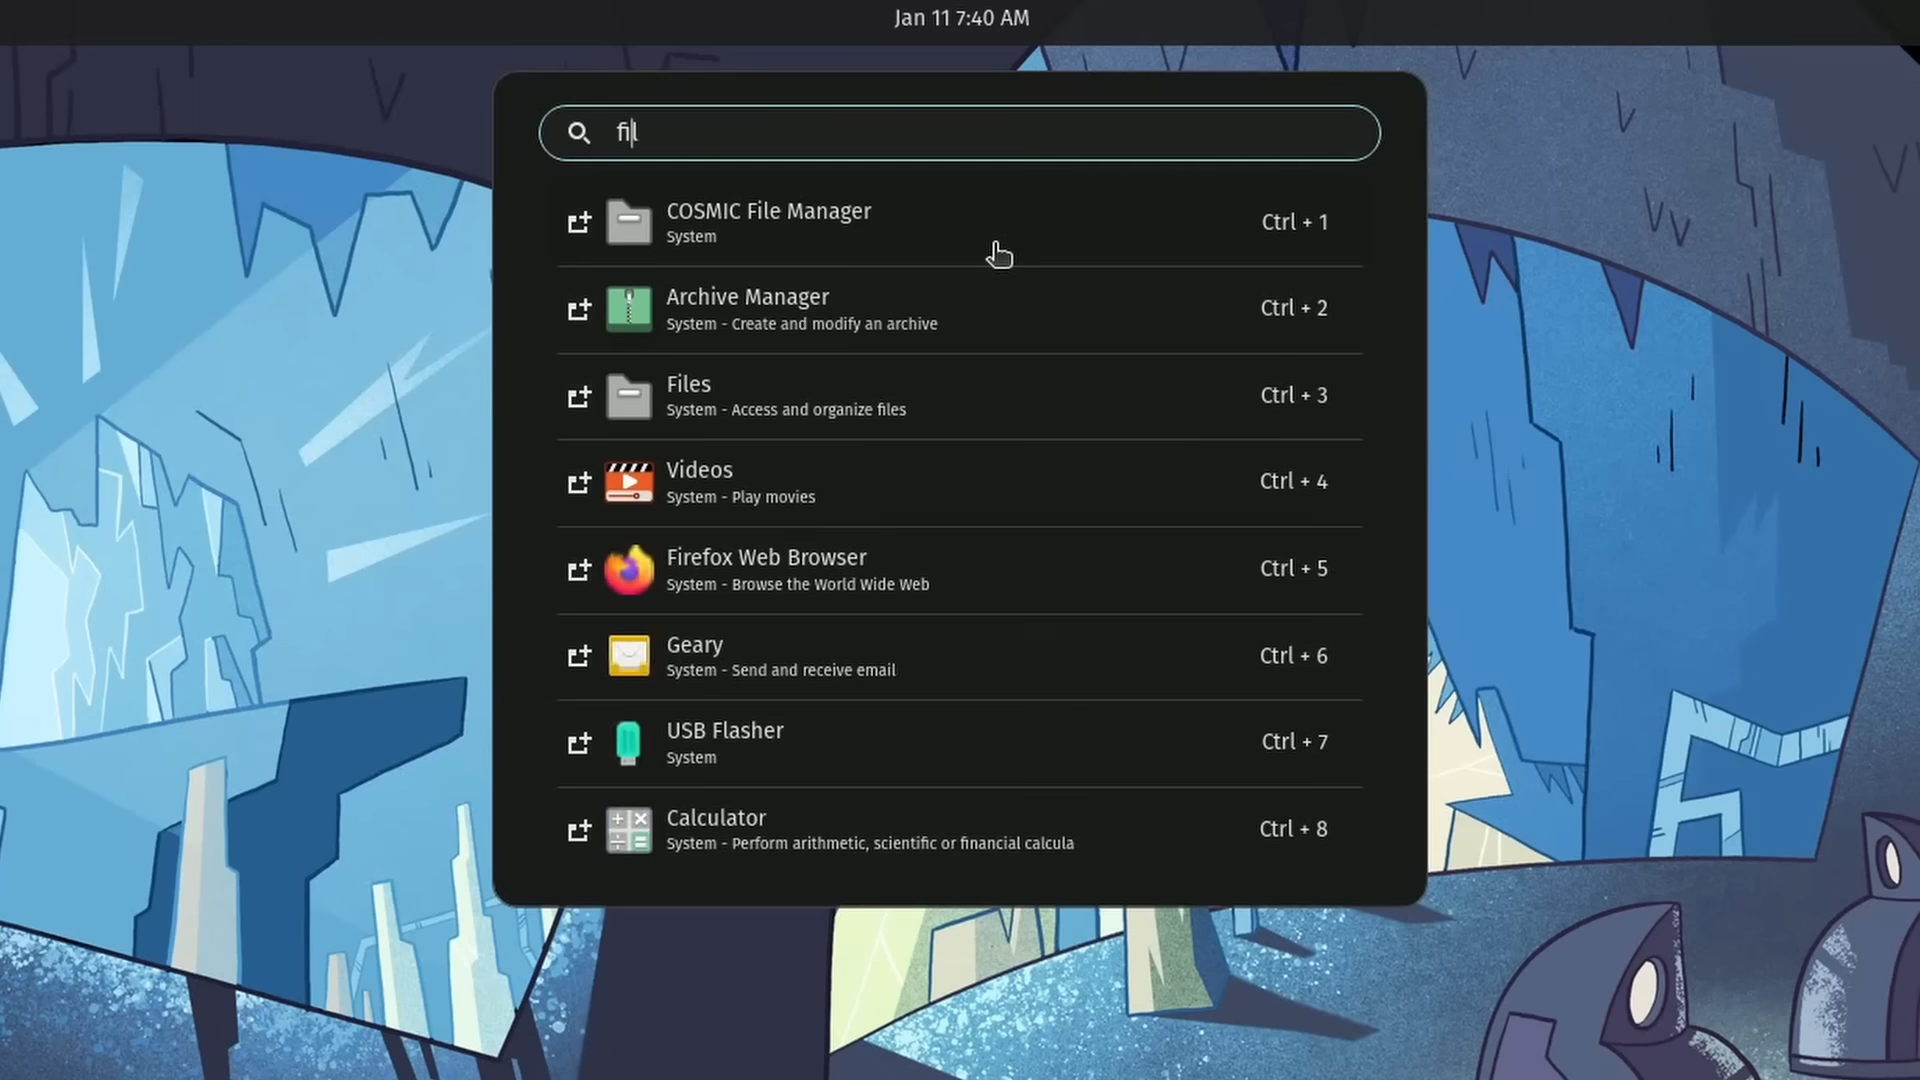 Jan 11 7:40 AM
fil
COSMIC File Manager
System
Ctrl + 1
Archive Manager
System - Create and modify an archive
Ctrl + 2
Files
System - Access and organize files
Ctrl + 3
Videos
System - Play movies
Ctrl + 4
Firefox Web Browser
System - Browse the World Wide Web
Ctrl + 5
Geary
System - Send and receive email
Ctrl + 6
USB Flasher
System
Ctrl + 7
Calculator
System - Perform arithmetic, scientific or financial calcula
Ctrl + 8